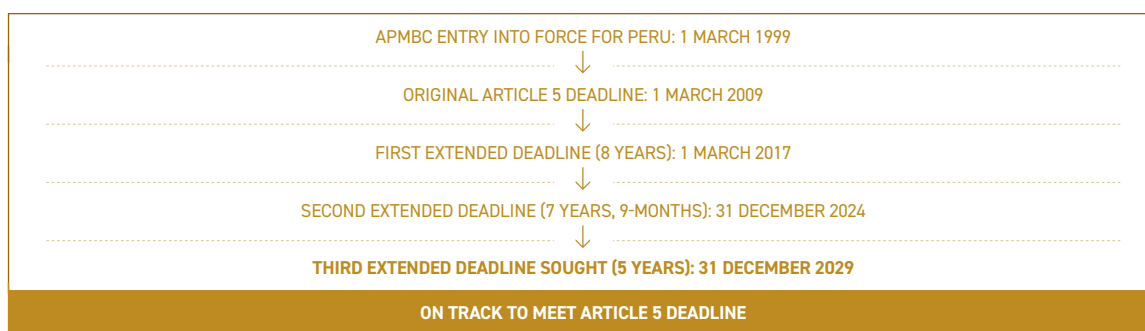 APMBC ENTRY INTO FORCE FOR PERU: 1 MARCH 1999
ORIGINAL ARTICLE 5 DEADLINE: 1 MARCH 2009
FIRST EXTENDED DEADLINE (8 YEARS): 1 MARCH 2017
SECOND EXTENDED DEADLINE (7 YEARS, 9-MONTHS): 31 DECEMBER 2024
THIRD EXTENDED DEADLINE SOUGHT (5 YEARS): 31 DECEMBER 2029
ON TRACK TO MEET ARTICLE 5 DEADLINE